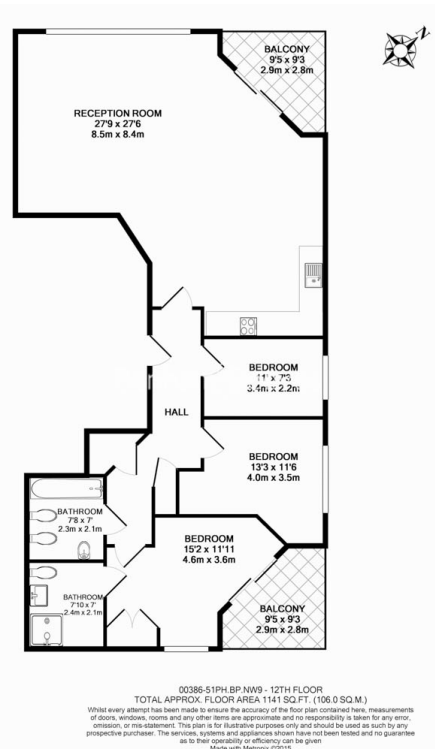 BALCONY
9'5 x 9'3
2.9m x 2.8m
N
RECEPTION ROOM
27'9 x 27'6
8.5m x 8.4m
BEDROOM
11' x 7'3
3.4m x 2.2m
HALL
BEDROOM
13'3 x 11'6
4.0m x 3.5m
BATHROOM
7'8 x 7'
2.3m x 2.1m
BEDROOM
15'2 x 11'11
4.6m x 3.6m
BATHROOM
7'10 x 7'
2.4m x 2.1m
BALCONY
9'5 x 9'3
2.9m x 2.8m
00386-51PH.BP.NW9 - 12TH FLOOR
TOTAL APPROX. FLOOR AREA 1141 SQ.FT. (106.0 SQ.M.)
Whilst every attempt has been made to ensure the accuracy of the floor plan contained here, measurements
of doors, windows, rooms and any other items are approximate and no responsibility is taken for any error,
omission, or mis-statement. This plan is for illustrative purposes only and should be used as such by any
prospective purchaser. The services, systems and appliances shown have not been tested and no guarantee
as to their operability or efficiency can be given
Made with Metropix ©2015